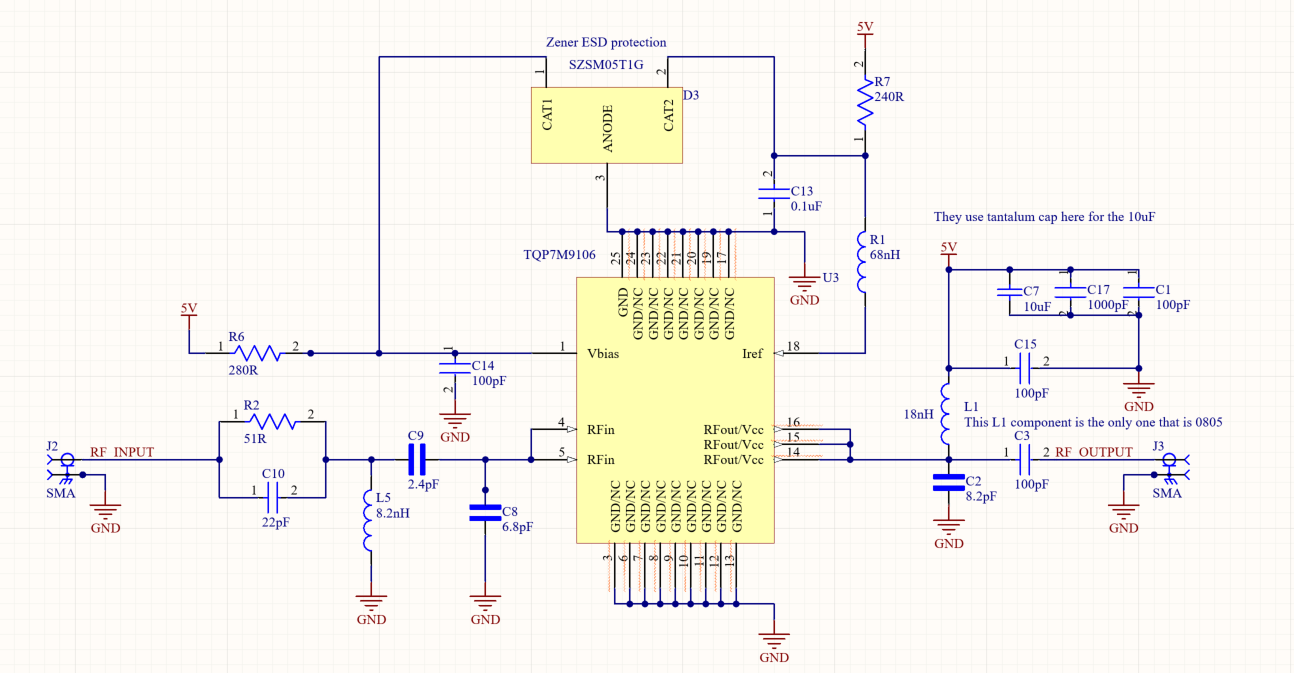 Zener ESD protection
SZSM05T1G
D3
1
CAT1
ANODE
3
2
CAT2
5V
2
R7
240R
1
2
C13
0.1uF
1
GND
They use tantalum cap here for the 10uF
R1
68nH
TQP7M9106
U3
25
24
23
22
21
20
19
17
GND
GND/NC
GND/NC
GND/NC
GND/NC
GND/NC
GND/NC
GND/NC
5V
C7
10uF
1
C17
1000pF
2
1
C1
100pF
2
5V
R6
1
2
280R
1
Vbias
Iref
18
1
C14
100pF
2
GND
C15
1
2
100pF
GND
R2
1
2
51R
J2
RF_INPUT
SMA
GND
C10
1
2
22pF
C9
2.4pF
L5
8.2nH
GND
C8
6.8pF
GND
4
RFin
5
RFin
RFout/Vcc
16
RFout/Vcc
15
RFout/Vcc
14
18nH
L1
This L1 component is the only one that is 0805
C3
1
2
100pF
RF_OUTPUT
J3
SMA
GND
C2
8.2pF
GND
GND/NC
GND/NC
GND/NC
GND/NC
GND/NC
GND/NC
GND/NC
GND/NC
GND/NC
3
6
7
8
9
10
11
12
13
GND